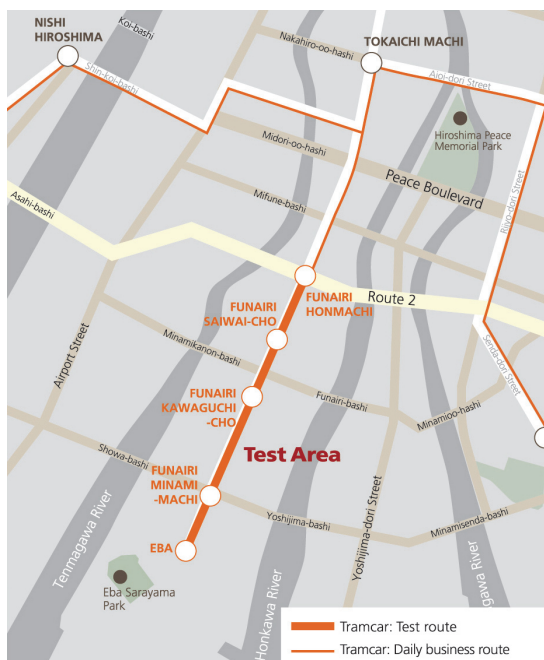 NISHI
HIROSHIMA
Koi-bashi
Shin-koi-bashi
Nakahiro-oo-hashi
TOKAICHI MACHI
Aioi-dori Street
Hiroshima Peace
Memorial Park
Midori-oo-hashi
Peace Boulevard
Mifune-bashi
Asahi-bashi
Route 2
FUNAIRI
HONMACHI
FUNAIRI
SAIWAI-CHO
Airport Street
Minamikanon-bashi
Senda-dori Street
FUNAIRI
KAWAGUCHI
-CHO
Funairi-bashi
Minamioo-hashi
Test Area
Showa-bashi
FUNAIRI
MINAMI
-MACHI
Yoshijima-bashi
Yoshijima-dori Street
Minamisenda-bashi
Tenmagawa River
EBA
Eba Sarayama
Park
Honkawa River
gawa River
Tramcar: Test route
Tramcar: Daily business route